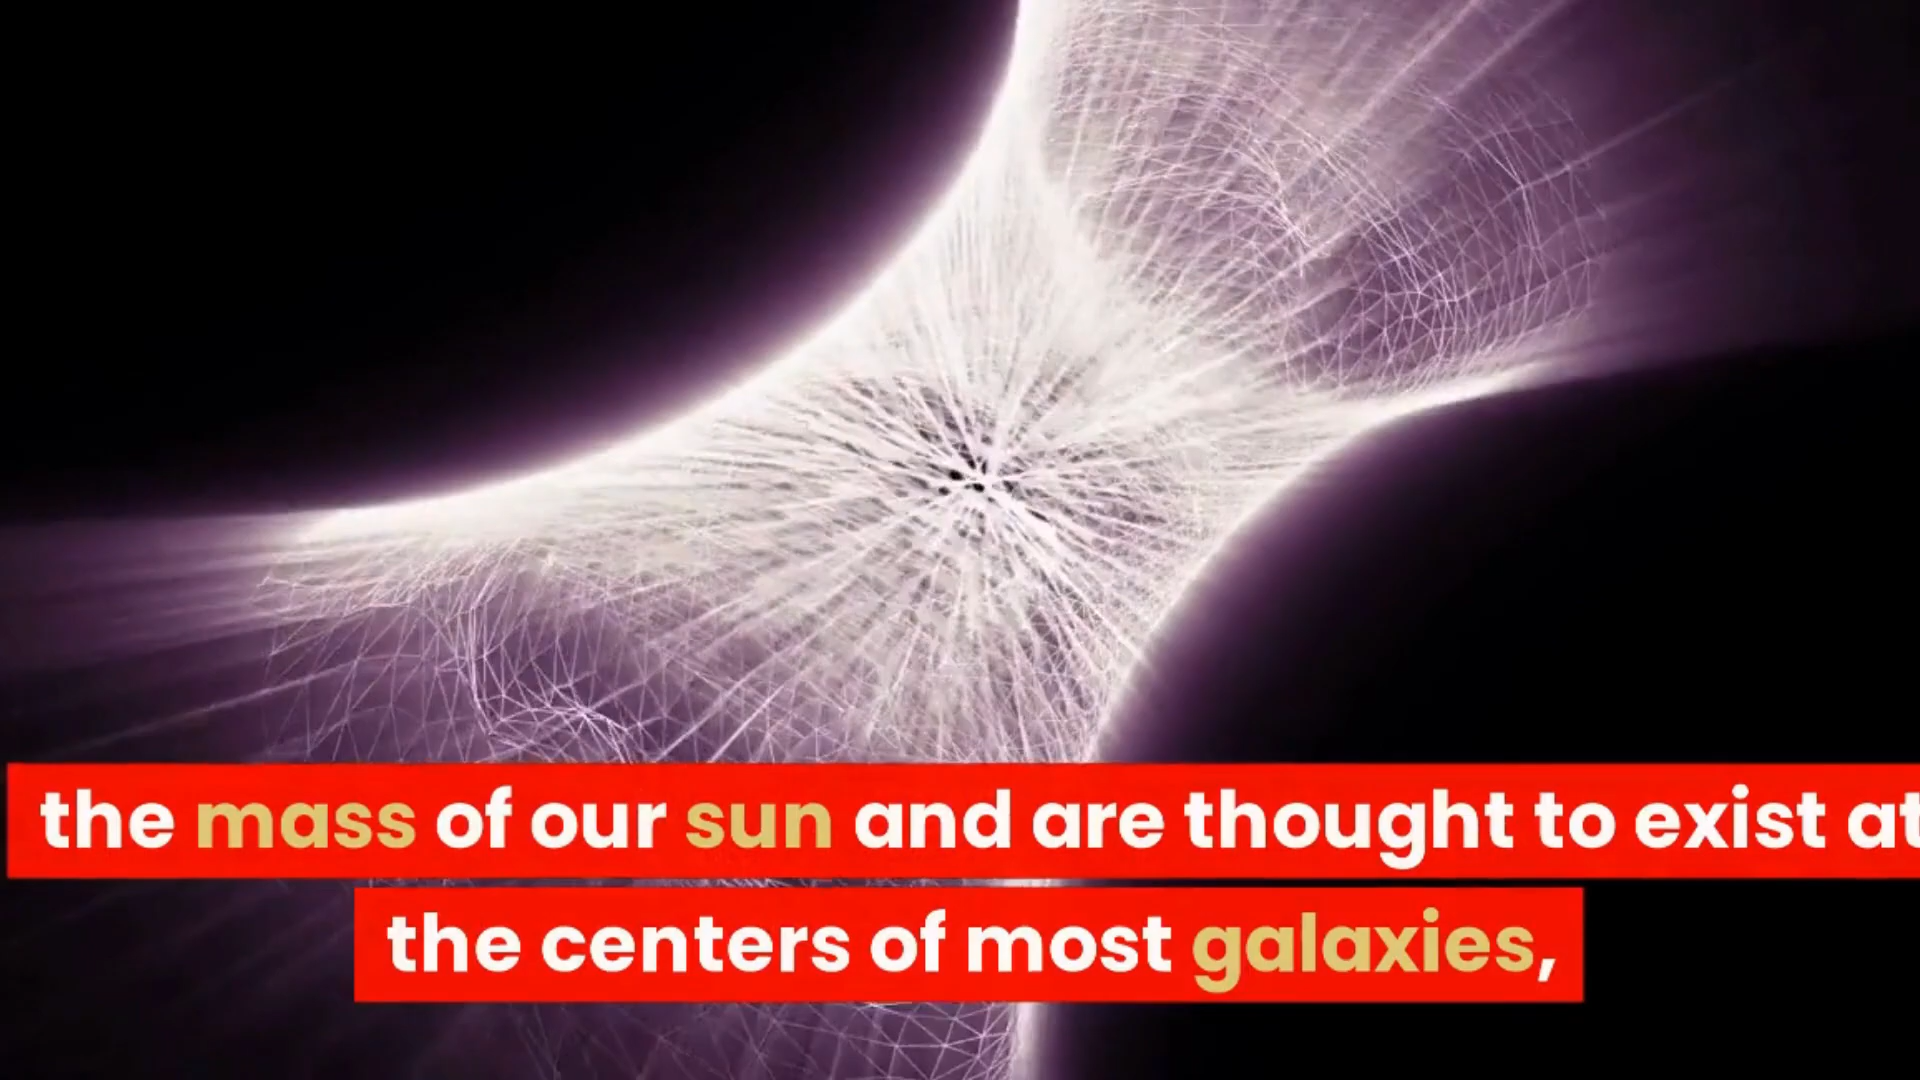 the mass of our sun and are thought to exist at
the centers of most galaxies,